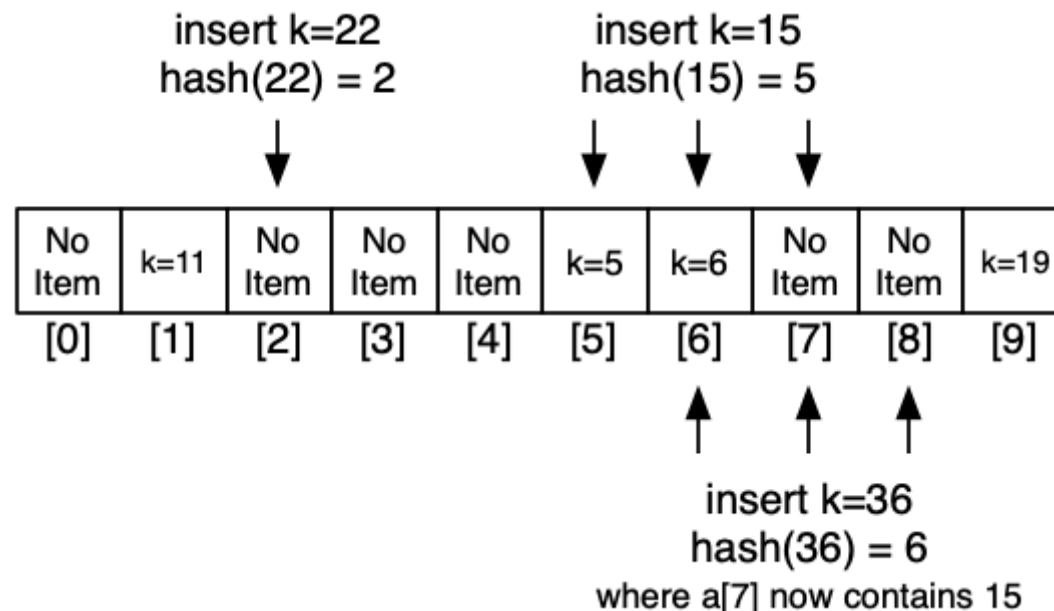 insert k=22
hash(22) = 2
insert k=15
hash(15) = 5
No Item
k=11
No Item
No Item
No Item
k=5
k=6
No Item
No Item
k=19
[0] [1] [2] [3] [4] [5] [6] [7] [8] [9]
insert k=36
hash(36) = 6
where a[7] now contains 15